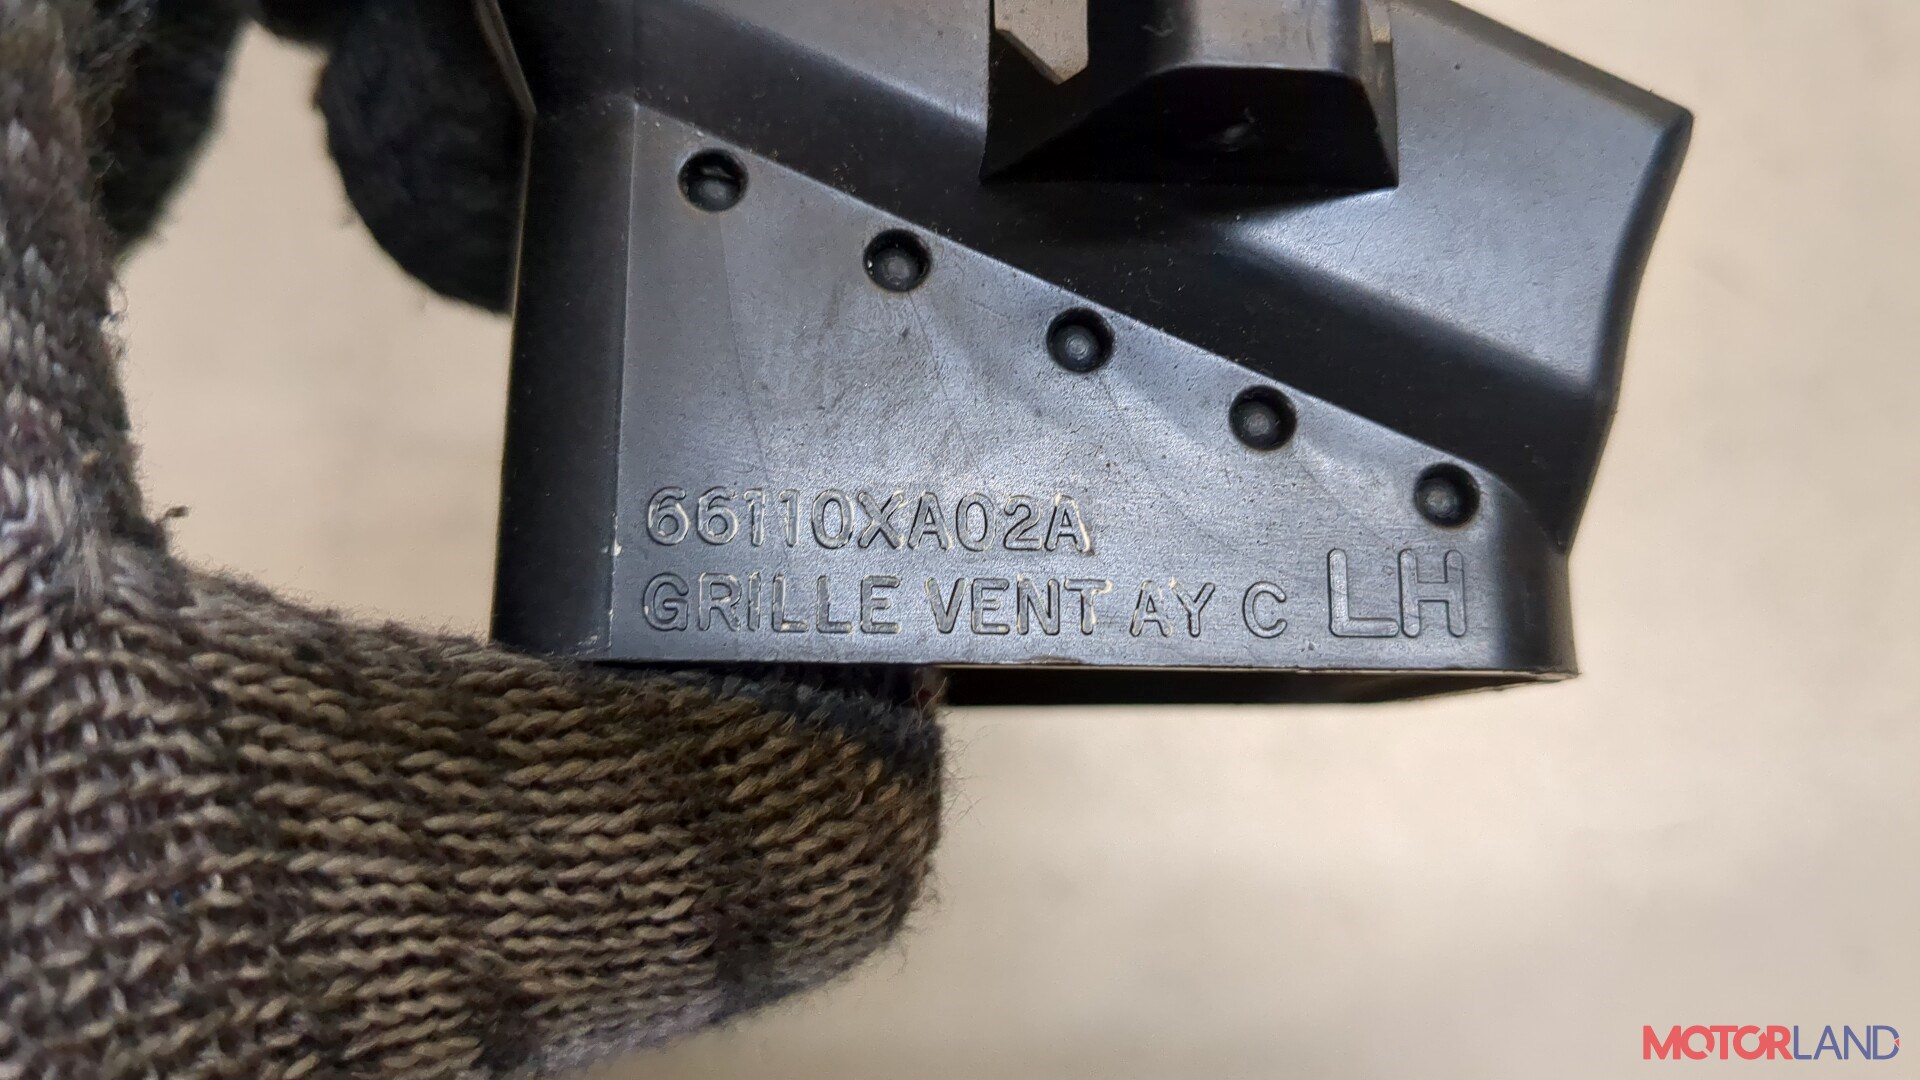 66110XA02A
GRILLE VENT AY C LH
MOTORLAND